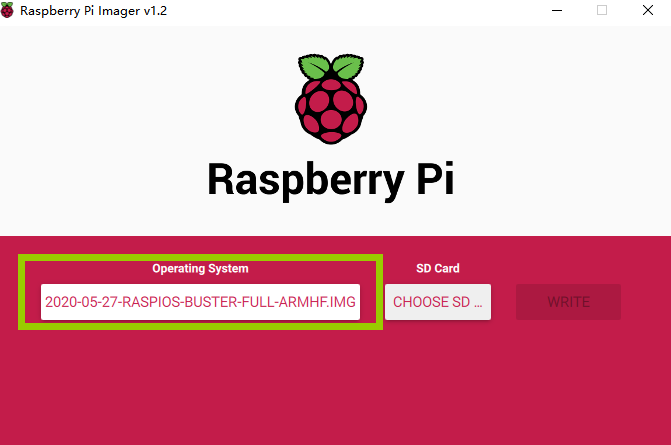 Raspberry Pi Imager v1.2
Raspberry Pi
Operating System
SD Card
2020-05-27-RASPIOS-BUSTER-FULL-ARMHF.IMG
CHOOSE SD ...
WRITE